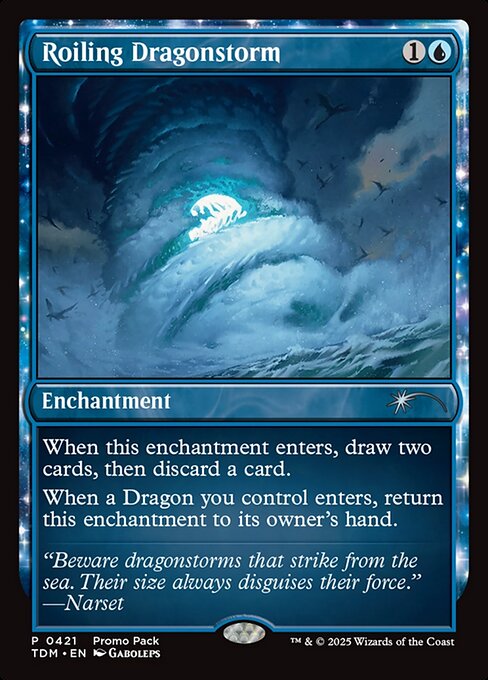 Roiling Dragonstorm 1
Enchantment
When this enchantment enters, draw two
cards, then discard a card.
When a Dragon you control enters, return
this enchantment to its owner's hand.
“Beware dragonstorms that strike from the
sea. Their size always disguises their force.”
—Narset
P 0421 Promo Pack
TDM • EN Gaboleps
™ & © 2025 Wizards of the Coast